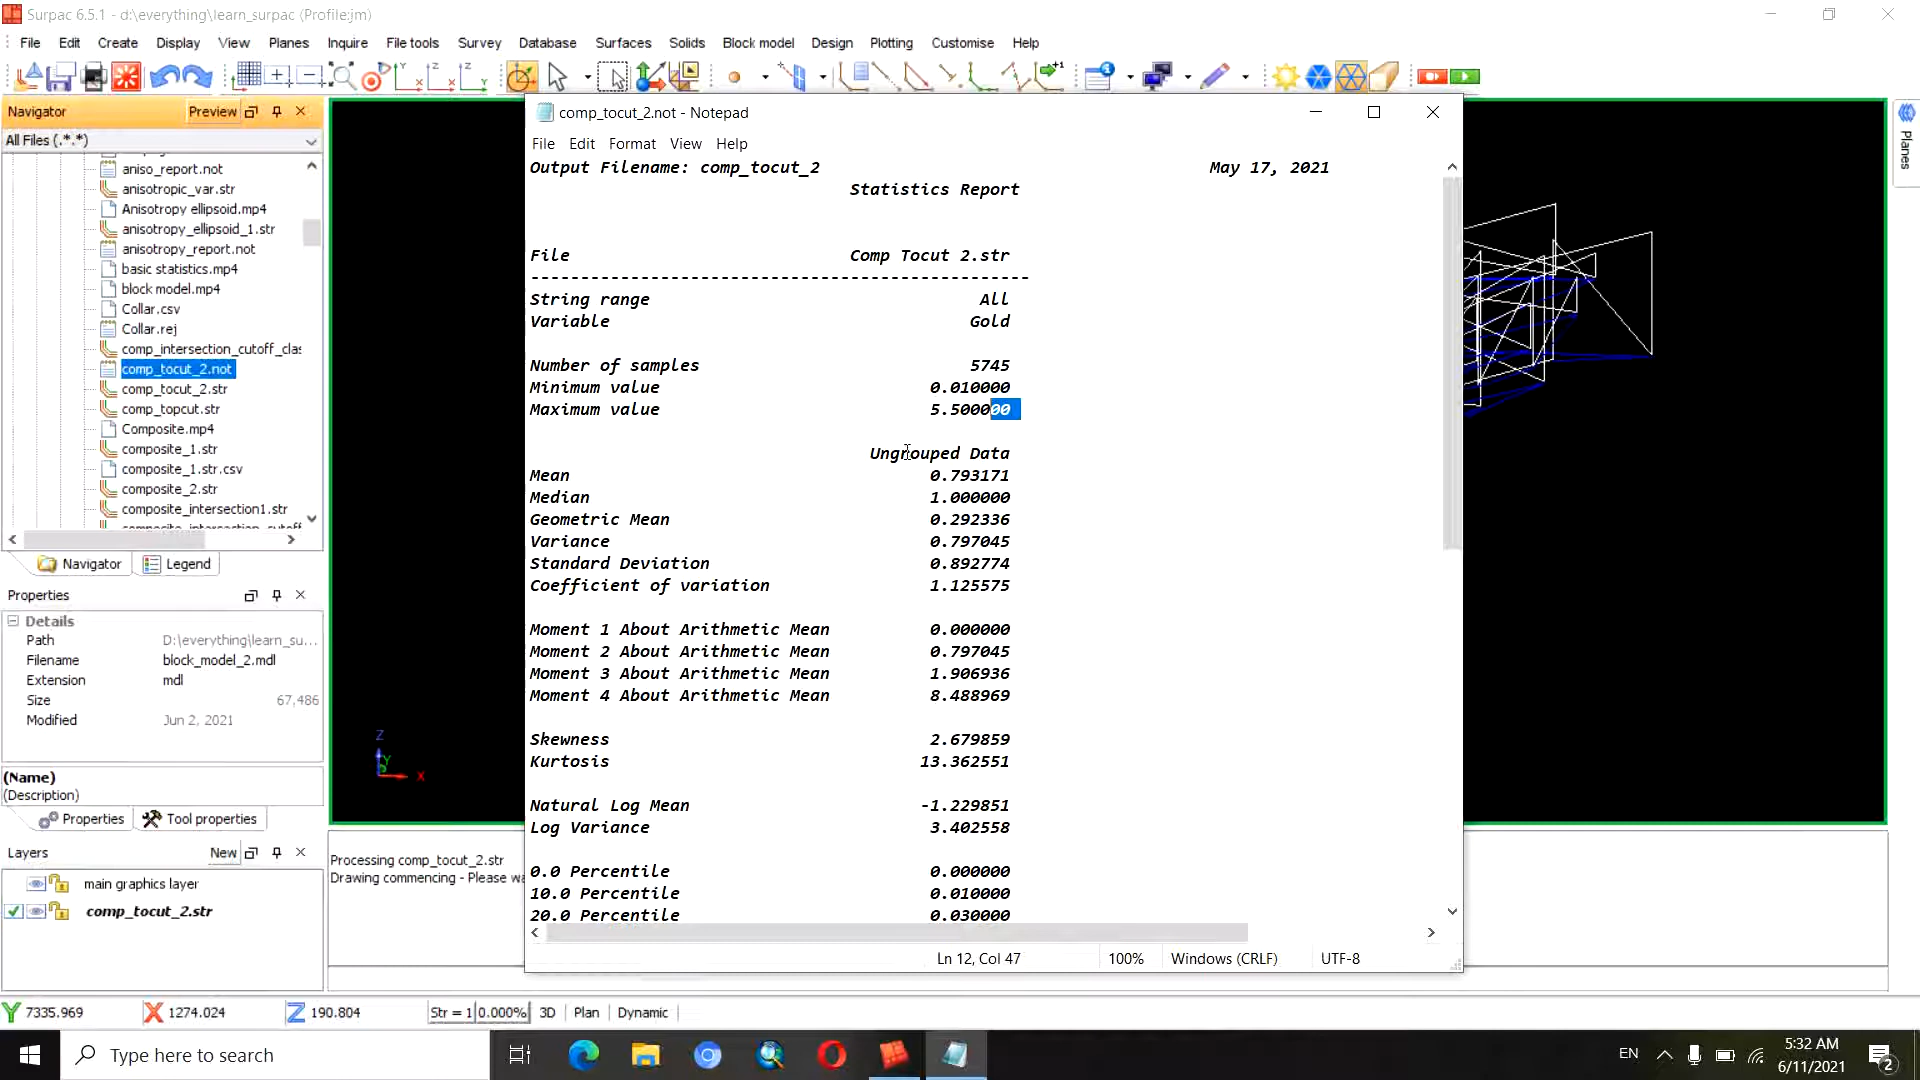 Surpac 6.5.1 - d:\everything\learn_surpac (Profile:jm)
File Edit Create Display View Planes Inquire File tools Survey Database Surfaces Solids Block model Design Plotting Customise Help
Navigator Preview
All Files (.*.*)
aniso_report.not
anisotropic_var.str
Anisotropy ellipsoid.mp4
anisotropy_ellipsoid_1.str
anisotropy_report.not
basic statistics.mp4
block model.mp4
Collar.csv
Collar.rej
comp_intersection_cutoff_clas
comp_tocut_2.not
comp_tocut_2.str
comp_topcut.str
Composite.mp4
composite_1.str
composite_1.str.csv
composite_2.str
composite_intersection1.str
Navigator Legend
Properties
Details
Path D:\everything\learn_su...
Filename block_model_2.mdl
Extension mdl
Size 67,486
Modified Jun 2, 2021
(Name)
(Description)
Properties Tool properties
Layers New
main graphics layer
comp_tocut_2.str
Planes
Z
Y
X
Processing comp_tocut_2.str
Drawing commencing - Please wa
comp_tocut_2.not - Notepad
File Edit Format View Help
Output Filename: comp_tocut_2 May 17, 2021
Statistics Report
File Comp Tocut 2.str
--------------------------------------------------
String range All
Variable Gold
Number of samples 5745
Minimum value 0.010000
Maximum value 5.500000
Ungrouped Data
Mean 0.793171
Median 1.000000
Geometric Mean 0.292336
Variance 0.797045
Standard Deviation 0.892774
Coefficient of variation 1.125575
Moment 1 About Arithmetic Mean 0.000000
Moment 2 About Arithmetic Mean 0.797045
Moment 3 About Arithmetic Mean 1.906936
Moment 4 About Arithmetic Mean 8.488969
Skewness 2.679859
Kurtosis 13.362551
Natural Log Mean -1.229851
Log Variance 3.402558
0.0 Percentile 0.000000
10.0 Percentile 0.010000
20.0 Percentile 0.030000
Ln 12, Col 47 100% Windows (CRLF) UTF-8
Y 7335.969 X 1274.024 Z 190.804 Str = 1 0.000% 3D Plan Dynamic
Type here to search
EN
5:32 AM
6/11/2021
2